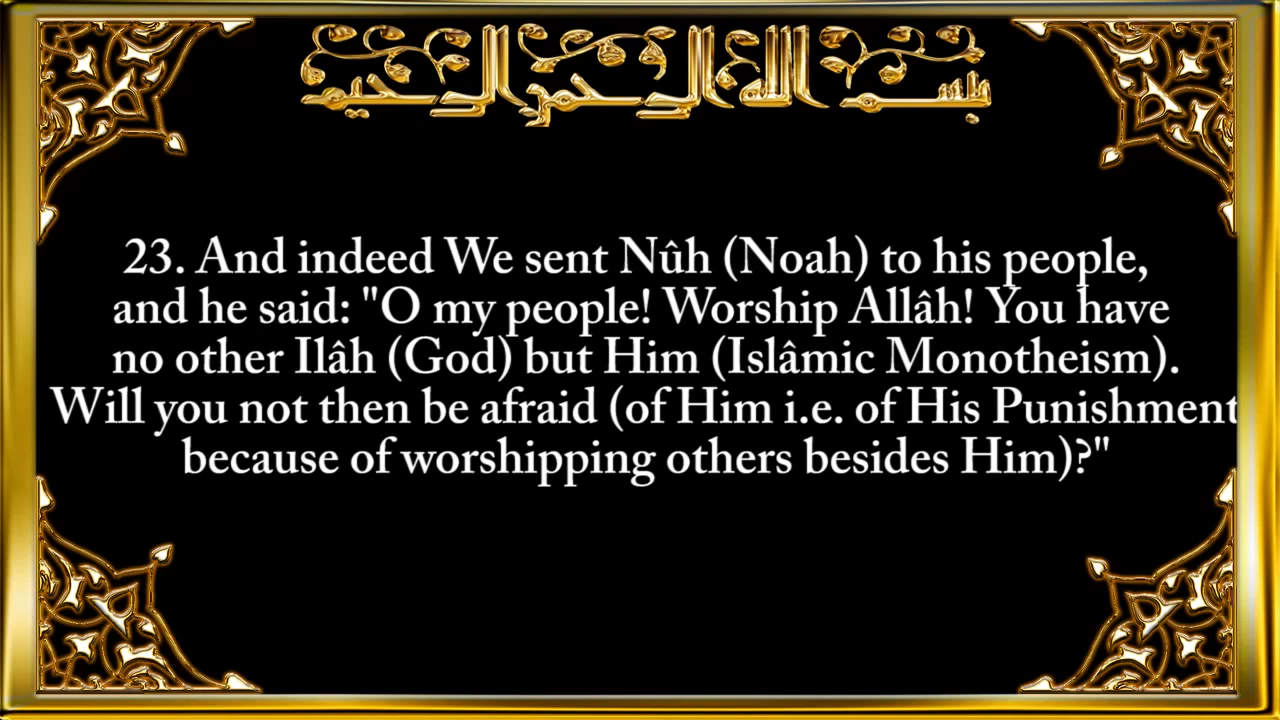 بسم الله الرحمن الرحيم
23. And indeed We sent Nûh (Noah) to his people,
and he said: "O my people! Worship Allâh! You have
no other Ilâh (God) but Him (Islâmic Monotheism).
Will you not then be afraid (of Him i.e. of His Punishment
because of worshipping others besides Him)?"